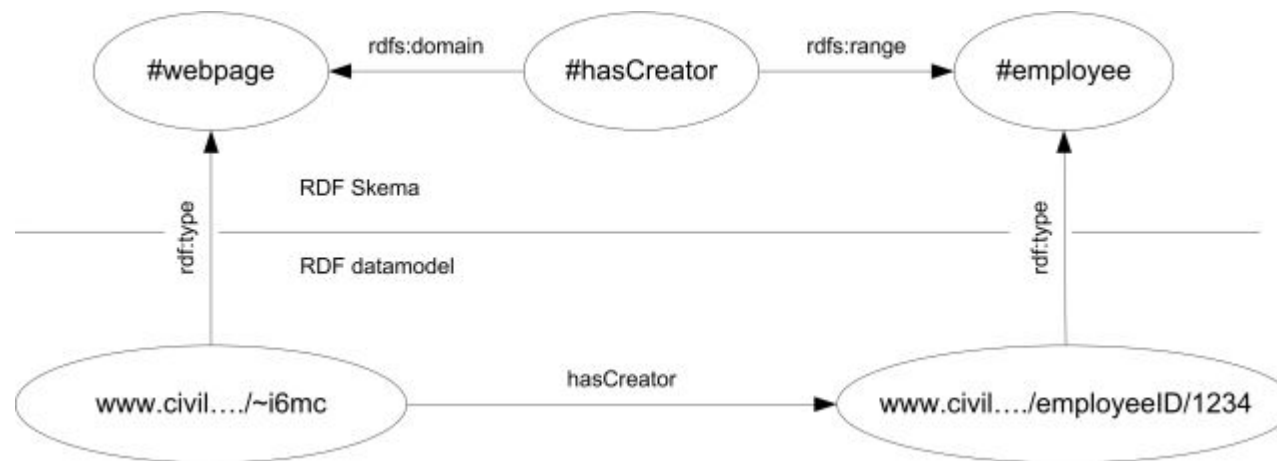 rdfs:domain
rdfs:range
#webpage
#hasCreator
#employee
RDF Skema
rdf:type
rdf:type
RDF datamodel
hasCreator
www.civil…./~i6mc
www.civil…./employeeID/1234